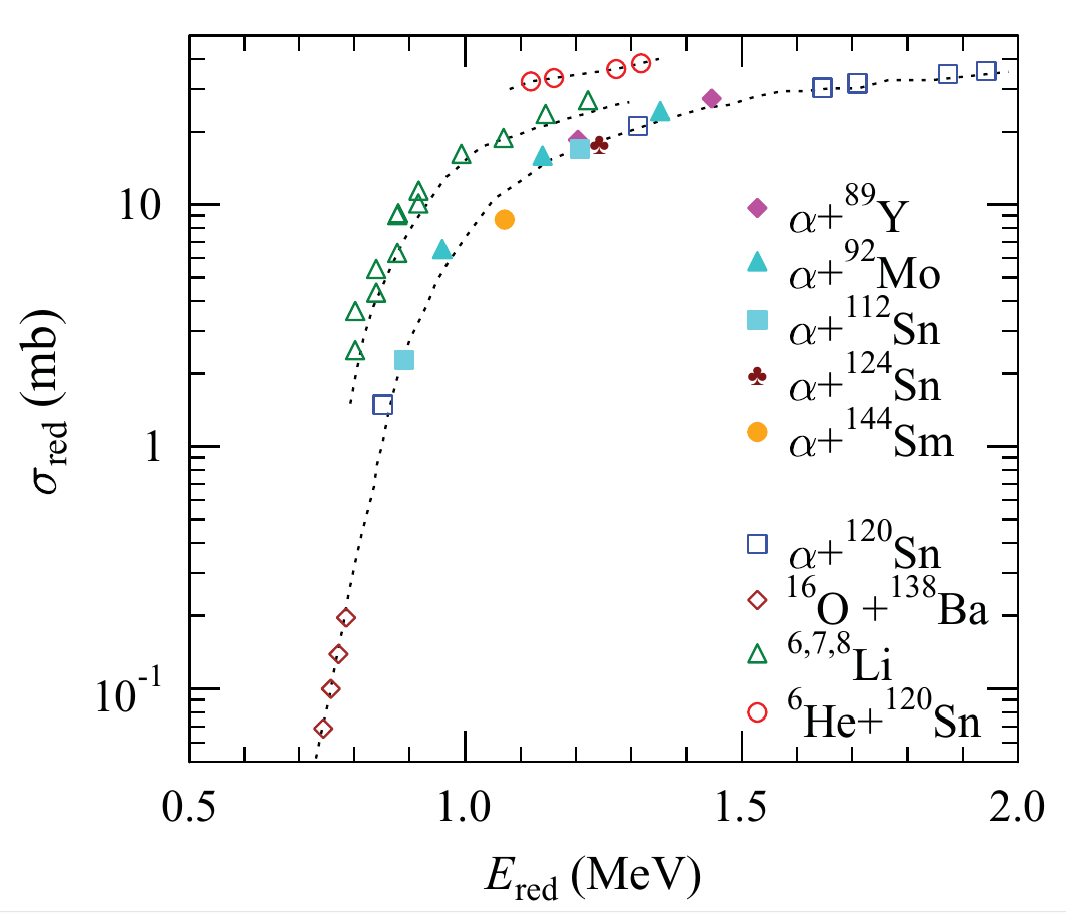 10
1
10⁻¹
σred (mb)
0.5 1.0 1.5 2.0
Ered (MeV)
α+⁸⁹Y
α+⁹²Mo
α+¹¹²Sn
α+¹²⁴Sn
α+¹⁴⁴Sm
α+¹²⁰Sn
¹⁶O +¹³⁸Ba
⁶,⁷,⁸Li
⁶He+¹²⁰Sn